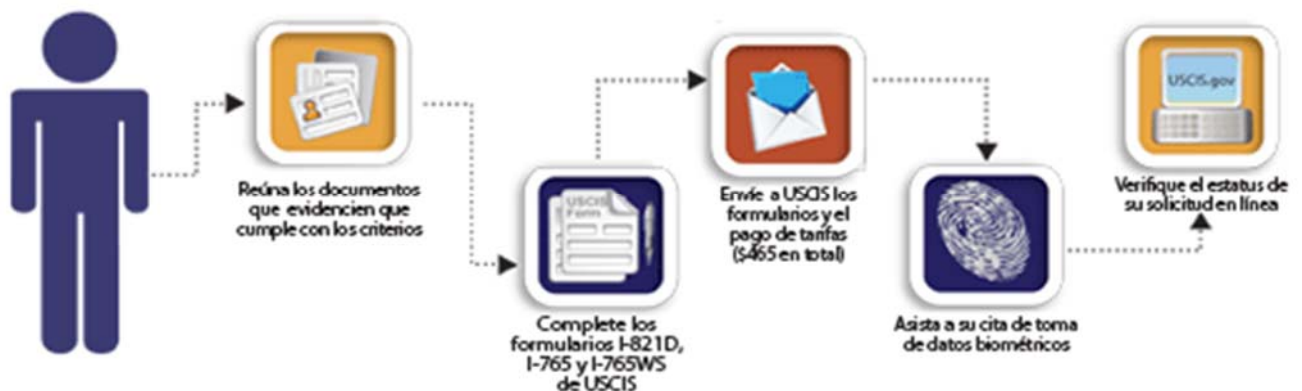 Reúna los documentos
que evidencien que
cumple con los criterios
USCIS
Form
Complete los
formularios I-821D,
I-765 y I-765WS
de USCIS
Envíe a USCIS los
formularios y el
pago de tarifas
($465 en total)
Asista a su cita de toma
de datos biométricos
USCIS.gov
Verifique el estatus de
su solicitud en línea